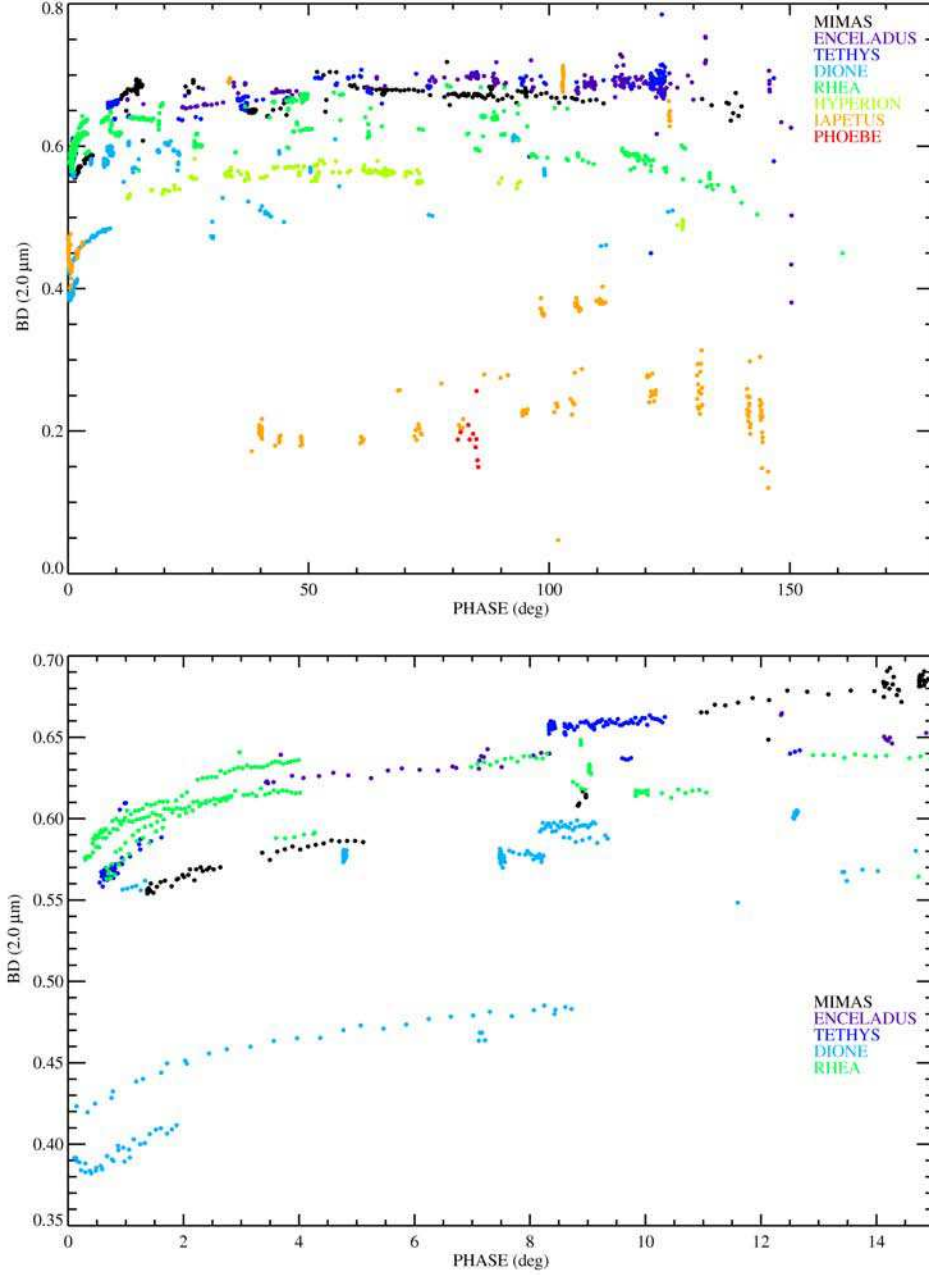 0.8
MIMAS
ENCELADUS
TETHYS
DIONE
RHEA
HYPERION
IAPETUS
PHOEBE
0.6
BD (2.0 μm)
0.4
0.2
0.0
0
50
100
150
PHASE (deg)
0.70
0.65
0.60
0.55
BD (2.0 μm)
0.50
MIMAS
ENCELADUS
TETHYS
DIONE
RHEA
0.45
0.40
0.35
0
2
4
6
8
10
12
14
PHASE (deg)